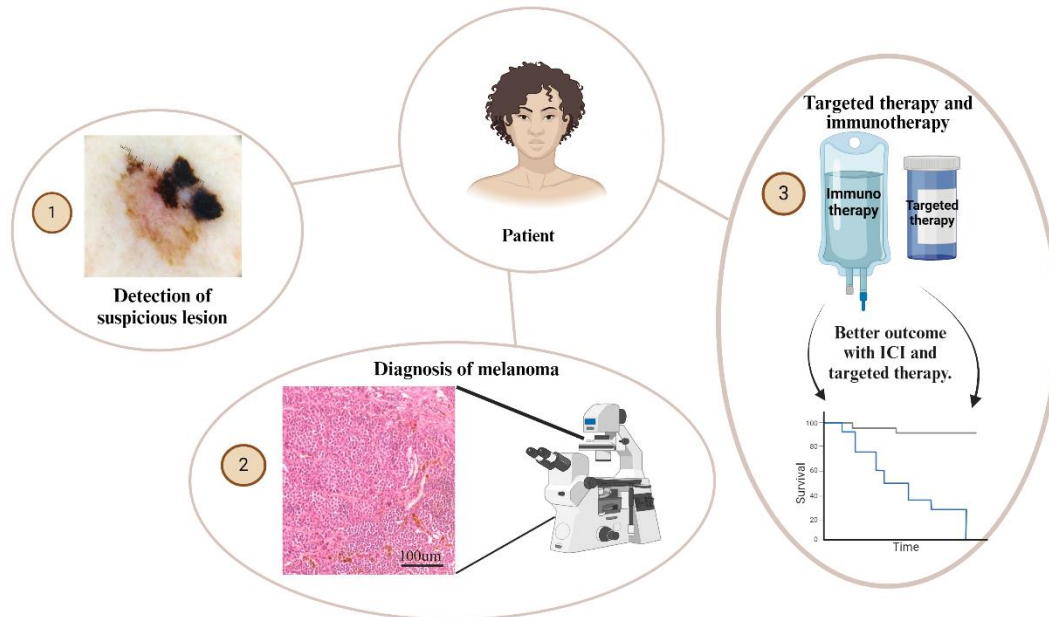 Patient
1
Detection of
suspicious lesion
Diagnosis of melanoma
2
100um
Targeted therapy and
immunotherapy
3
Immuno
therapy
Targeted
therapy
Better outcome
with ICI and
targeted therapy.
Survival
100
80
60
40
20
0
Time